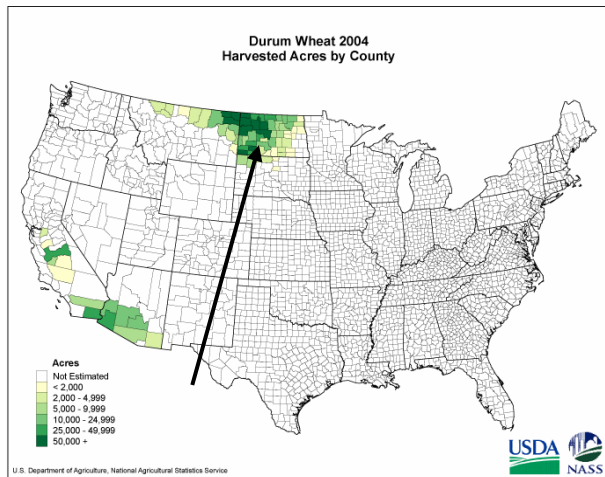 Durum Wheat 2004
Harvested Acres by County
Acres
Not Estimated
< 2,000
2,000 - 4,999
5,000 - 9,999
10,000 - 24,999
25,000 - 49,999
50,000 +
USDA
NASS
U.S. Department of Agriculture, National Agricultural Statistics Service